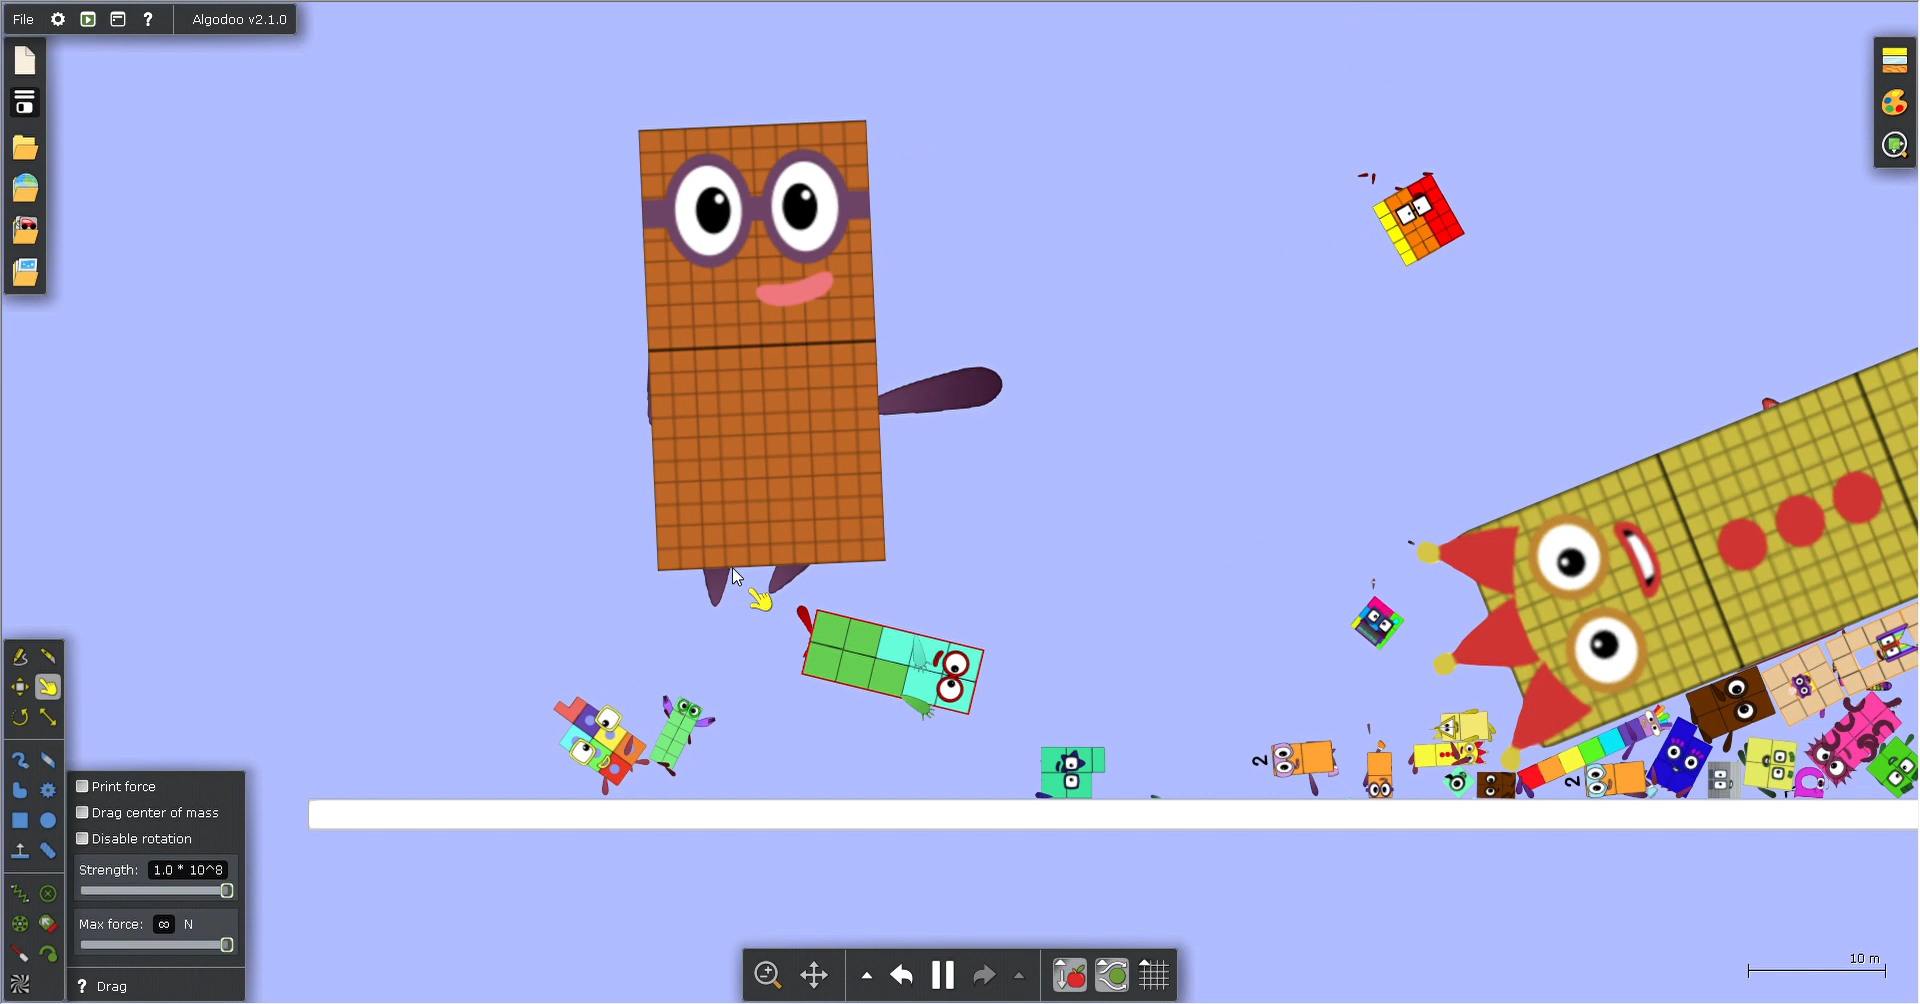 File ? Algodoo v2.1.0
2
2
Print force
Drag center of mass
Disable rotation
Strength: 1.0 * 10^8
Max force: ∞ N
? Drag
10 m